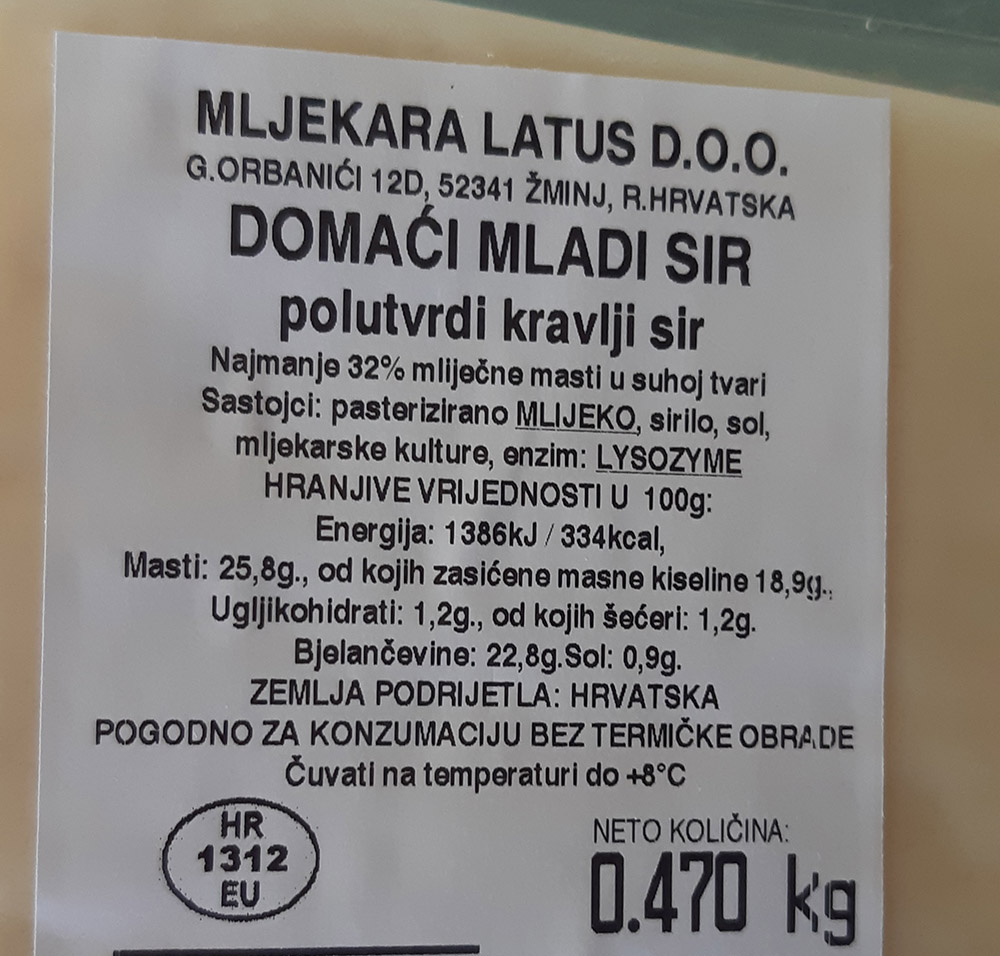 MLJEKARA LATUS D.O.O.
G.ORBANIĆI 12D, 52341 ŽMINJ, R.HRVATSKA
DOMAĆI MLADI SIR
polutvrdi kravlji sir
Najmanje 32% mliječne masti u suhoj tvari
Sastojci: pasterizirano MLIJEKO, sirilo, sol,
mljekarske kulture, enzim: LYSOZYME
HRANJIVE VRIJEDNOSTI U 100g:
Energija: 1386kJ / 334kcal,
Masti: 25,8g., od kojih zasićene masne kiseline 18,9g.,
Ugljikohidrati: 1,2g., od kojih šećeri: 1,2g.
Bjelančevine: 22,8g.Sol: 0,9g.
ZEMLJA PODRIJETLA: HRVATSKA
POGODNO ZA KONZUMACIJU BEZ TERMIČKE OBRADE
Čuvati na temperaturi do +8°C
HR
1312
EU
NETO KOLIČINA:
0.470 kg